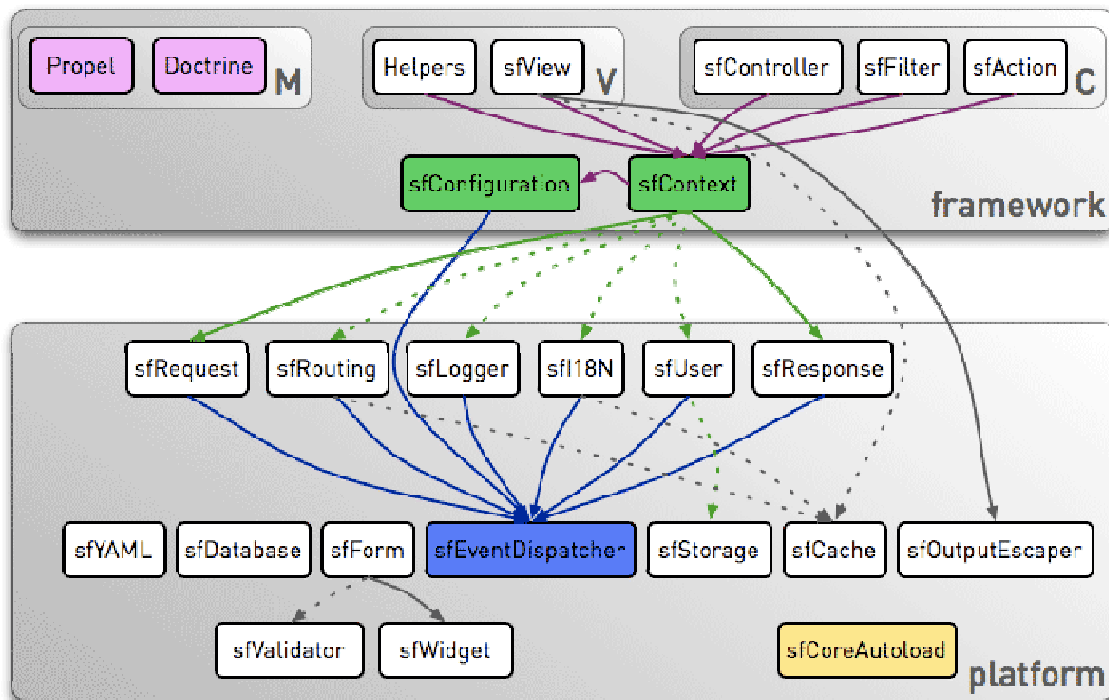 Propel
Doctrine
M
Helpers
sfView
V
sfController
sfFilter
sfAction
C
sfConfiguration
sfContext
framework
sfRequest
sfRouting
sfLogger
sfI18N
sfUser
sfResponse
sfYAML
sfDatabase
sfForm
sfEventDispatcher
sfStorage
sfCache
sfOutputEscaper
sfValidator
sfWidget
sfCoreAutoload
platform